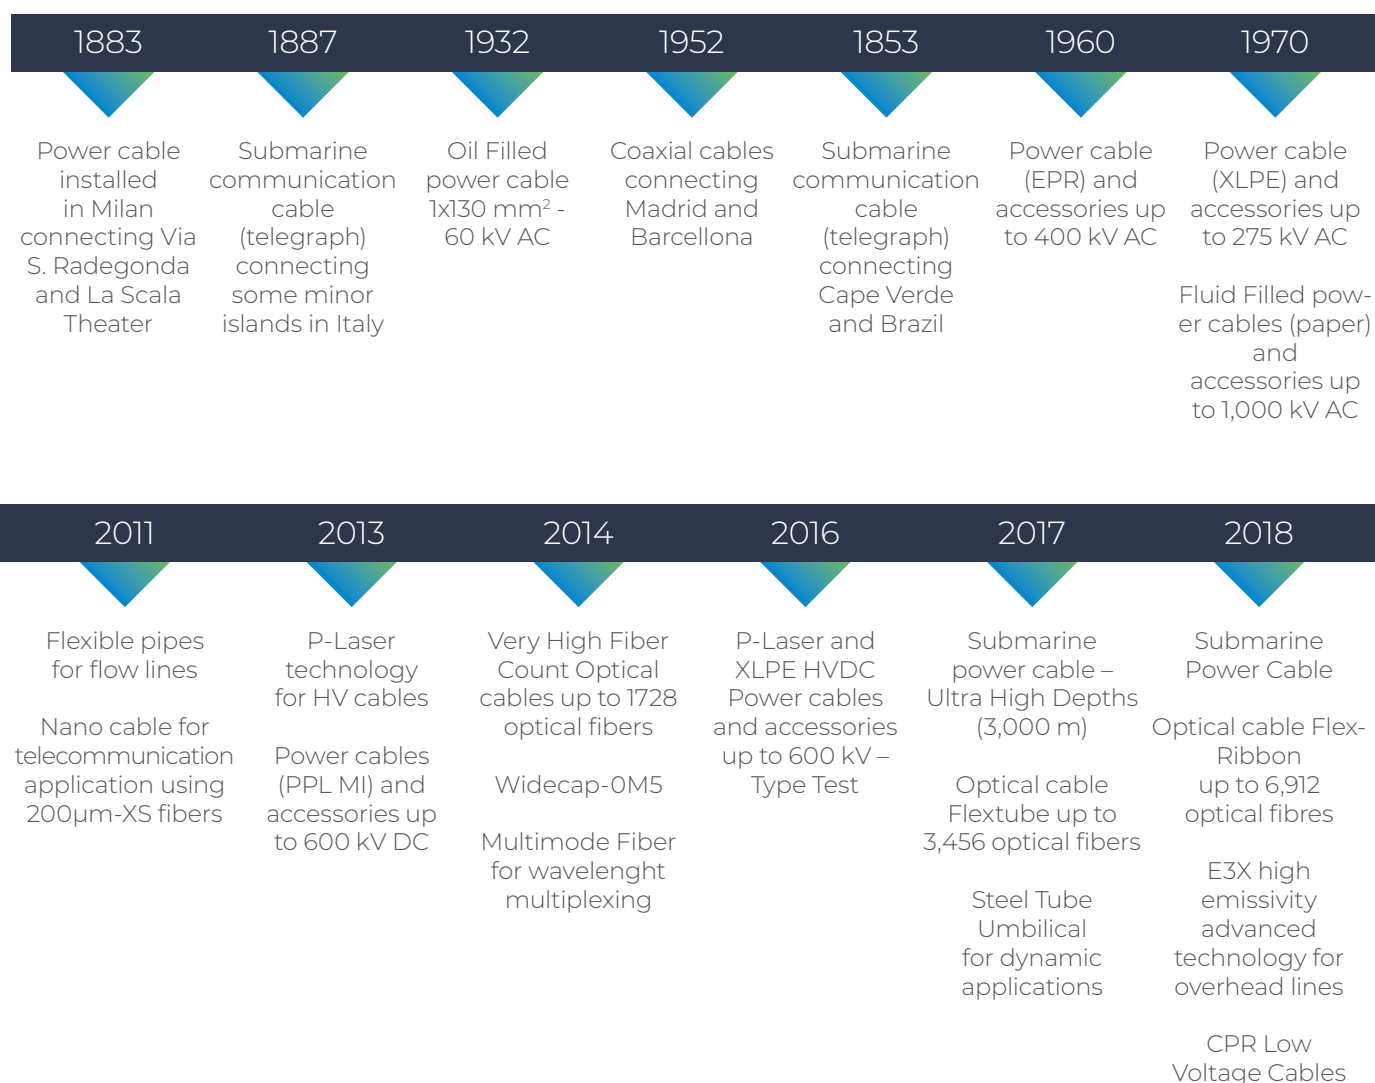 1883
Power cable
installed
in Milan
connecting Via
S. Radegonda
and La Scala
Theater
1887
Submarine
communication
cable
(telegraph)
connecting
some minor
islands in Italy
1932
Oil Filled
power cable
1x130 mm² -
60 kV AC
1952
Coaxial cables
connecting
Madrid and
Barcellona
1853
Submarine
communication
cable
(telegraph)
connecting
Cape Verde
and Brazil
1960
Power cable
(EPR) and
accessories up
to 400 kV AC
1970
Power cable
(XLPE) and
accessories up
to 275 kV AC
Fluid Filled pow-
er cables (paper)
and
accessories up
to 1,000 kV AC
2011
Flexible pipes
for flow lines
Nano cable for
telecommunication
application using
200µm-XS fibers
2013
P-Laser
technology
for HV cables
Power cables
(PPL MI) and
accessories up
to 600 kV DC
2014
Very High Fiber
Count Optical
cables up to 1728
optical fibers
Widecap-0M5
Multimode Fiber
for wavelenght
multiplexing
2016
P-Laser and
XLPE HVDC
Power cables
and accessories
up to 600 kV –
Type Test
2017
Submarine
power cable –
Ultra High Depths
(3,000 m)
Optical cable
Flextube up to
3,456 optical fibers
Steel Tube
Umbilical
for dynamic
applications
2018
Submarine
Power Cable
Optical cable Flex-
Ribbon
up to 6,912
optical fibres
E3X high
emissivity
advanced
technology for
overhead lines
CPR Low
Voltage Cables